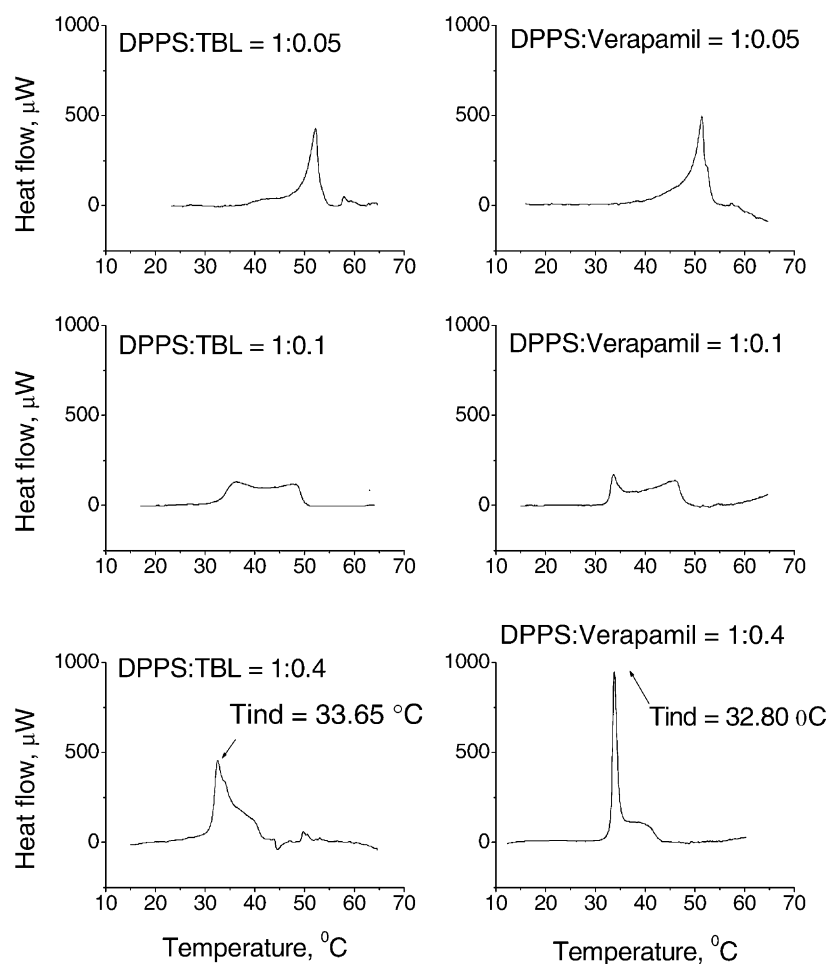 DPPS:TBL = 1:0.05
Heat flow, μW
1000
500
0
10 20 30 40 50 60 70
DPPS:Verapamil = 1:0.05
1000
500
0
10 20 30 40 50 60 70
DPPS:TBL = 1:0.1
Heat flow, μW
1000
500
0
10 20 30 40 50 60 70
DPPS:Verapamil = 1:0.1
1000
500
0
10 20 30 40 50 60 70
DPPS:TBL = 1:0.4
Tind = 33.65 °C
Heat flow, μW
1000
500
0
10 20 30 40 50 60 70
Temperature, ⁰C
DPPS:Verapamil = 1:0.4
Tind = 32.80 0C
1000
500
0
10 20 30 40 50 60 70
Temperature, ⁰C